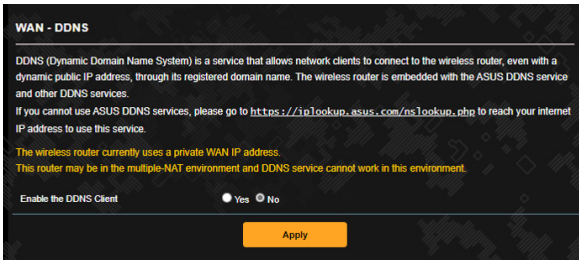 WAN - DDNS
DDNS (Dynamic Domain Name System) is a service that allows network clients to connect to the wireless router, even with a
dynamic public IP address, through its registered domain name. The wireless router is embedded with the ASUS DDNS service
and other DDNS services.
If you cannot use ASUS DDNS services, please go to https://iplookup.asus.com/nslookup.php to reach your internet
IP address to use this service.
The wireless router currently uses a private WAN IP address.
This router may be in the multiple-NAT environment and DDNS service cannot work in this environment.
Enable the DDNS Client Yes No
Apply